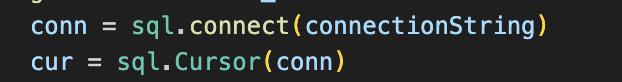 conn = sql.connect(connectionString)
cur = sql.Cursor(conn)